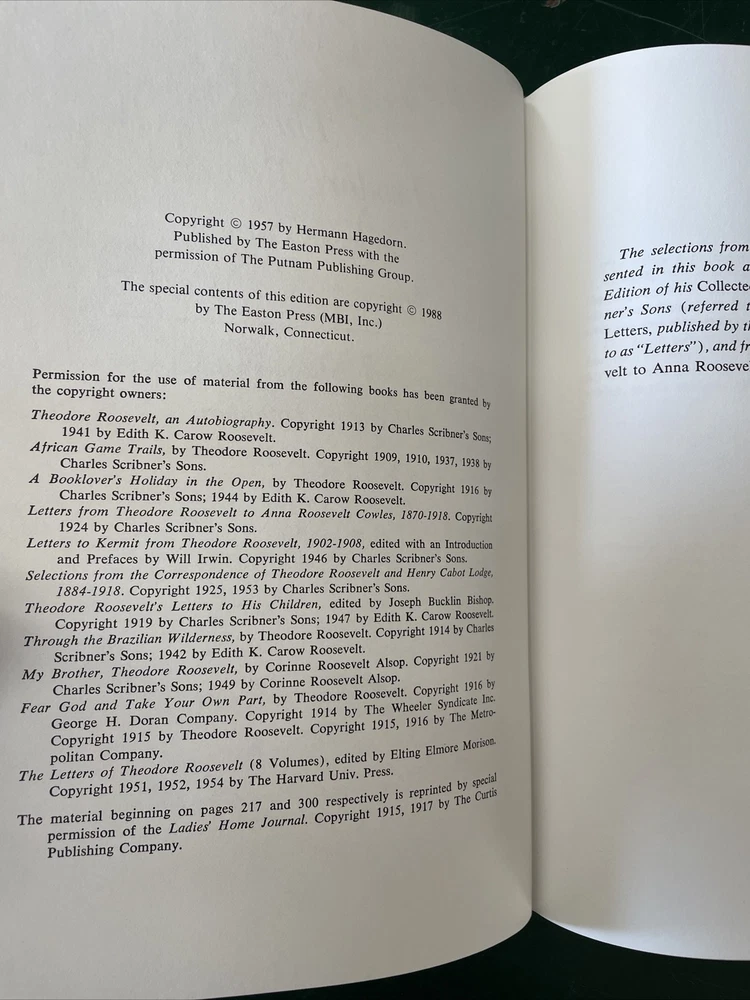 Copyright © 1957 by Hermann Hagedorn.
Published by The Easton Press with the
permission of The Putnam Publishing Group.
The special contents of this edition are copyright © 1988
by The Easton Press (MBI, Inc.)
Norwalk, Connecticut.
Permission for the use of material from the following books has been granted by
the copyright owners:
Theodore Roosevelt, an Autobiography. Copyright 1913 by Charles Scribner's Sons;
1941 by Edith K. Carow Roosevelt.
African Game Trails, by Theodore Roosevelt. Copyright 1909, 1910, 1937, 1938 by
Charles Scribner's Sons.
A Booklover's Holiday in the Open, by Theodore Roosevelt. Copyright 1916 by
Charles Scribner's Sons; 1944 by Edith K. Carow Roosevelt.
Letters from Theodore Roosevelt to Anna Roosevelt Cowles, 1870-1918. Copyright
1924 by Charles Scribner's Sons.
Letters to Kermit from Theodore Roosevelt, 1902-1908, edited with an Introduction
and Prefaces by Will Irwin. Copyright 1946 by Charles Scribner's Sons.
Selections from the Correspondence of Theodore Roosevelt and Henry Cabot Lodge,
1884-1918. Copyright 1925, 1953 by Charles Scribner's Sons.
Theodore Roosevelt's Letters to His Children, edited by Joseph Bucklin Bishop.
Copyright 1919 by Charles Scribner's Sons; 1947 by Edith K. Carow Roosevelt.
Through the Brazilian Wilderness, by Theodore Roosevelt. Copyright 1914 by Charles
Scribner's Sons; 1942 by Edith K. Carow Roosevelt.
My Brother, Theodore Roosevelt, by Corinne Roosevelt Alsop. Copyright 1921 by
Charles Scribner's Sons; 1949 by Corinne Roosevelt Alsop.
Fear God and Take Your Own Part, by Theodore Roosevelt. Copyright 1916 by
George H. Doran Company. Copyright 1914 by The Wheeler Syndicate Inc.
Copyright 1915 by Theodore Roosevelt. Copyright 1915, 1916 by The Metro-
politan Company.
The Letters of Theodore Roosevelt (8 Volumes), edited by Elting Elmore Morison.
Copyright 1951, 1952, 1954 by The Harvard Univ. Press.
The material beginning on pages 217 and 300 respectively is reprinted by special
permission of the Ladies' Home Journal. Copyright 1915, 1917 by The Curtis
Publishing Company.
The selections from
sented in this book a
Edition of his Collecte
ner's Sons (referred t
Letters, published by th
to as "Letters"), and fr
velt to Anna Roosevel